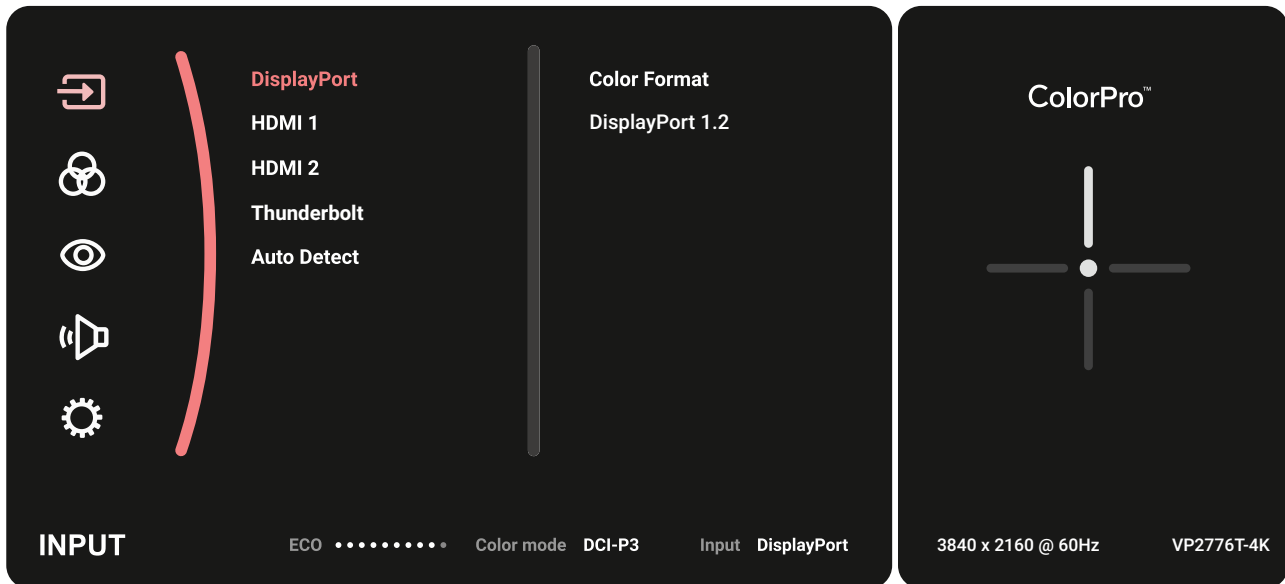 DisplayPort
HDMI 1
HDMI 2
Thunderbolt
Auto Detect
Color Format
DisplayPort 1.2
INPUT
ECO
Color mode DCI-P3
Input DisplayPort
ColorPro™
3840 x 2160 @ 60Hz
VP2776T-4K